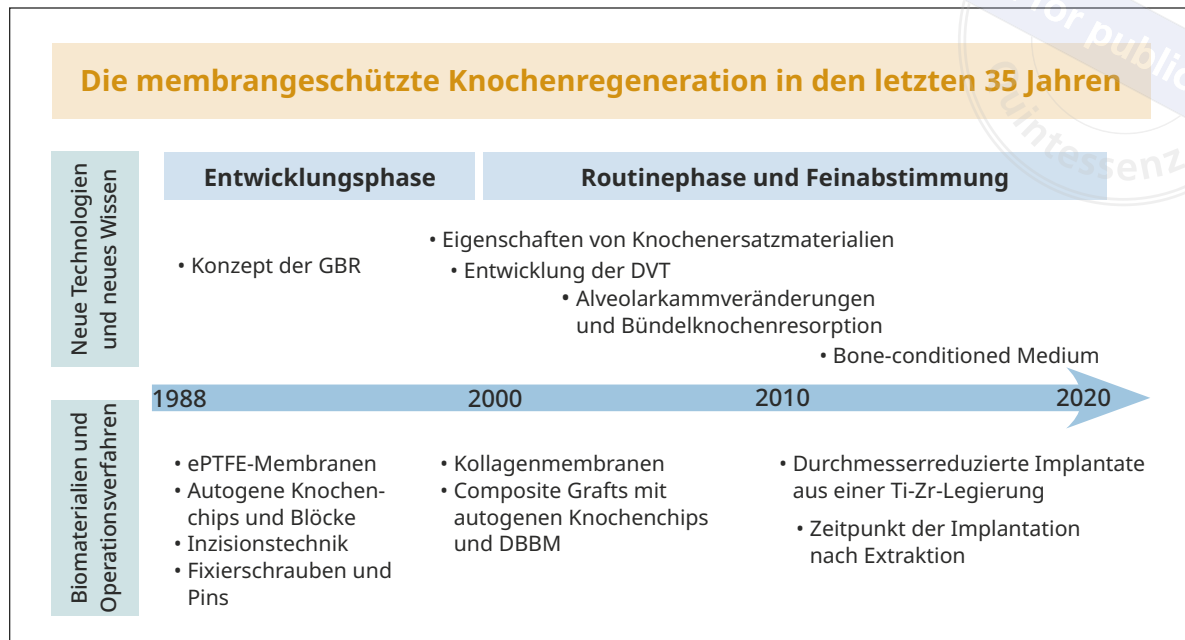 for public
Quintessenz
Die membrangeschützte Knochenregeneration in den letzten 35 Jahren
Neue Technologien
und neues Wissen
Entwicklungsphase
Routinephase und Feinabstimmung
• Konzept der GBR
• Eigenschaften von Knochenersatzmaterialien
• Entwicklung der DVT
• Alveolarkammveränderungen
und Bündelknochenresorption
• Bone-conditioned Medium
1988 2000 2010 2020
Biomaterialien und
Operationsverfahren
• ePTFE-Membranen
• Autogene Knochen-
chips und Blöcke
• Inzisionstechnik
• Fixierschrauben und
Pins
• Kollagenmembranen
• Composite Grafts mit
autogenen Knochenchips
und DBBM
• Durchmesserreduzierte Implantate
aus einer Ti-Zr-Legierung
• Zeitpunkt der Implantation
nach Extraktion